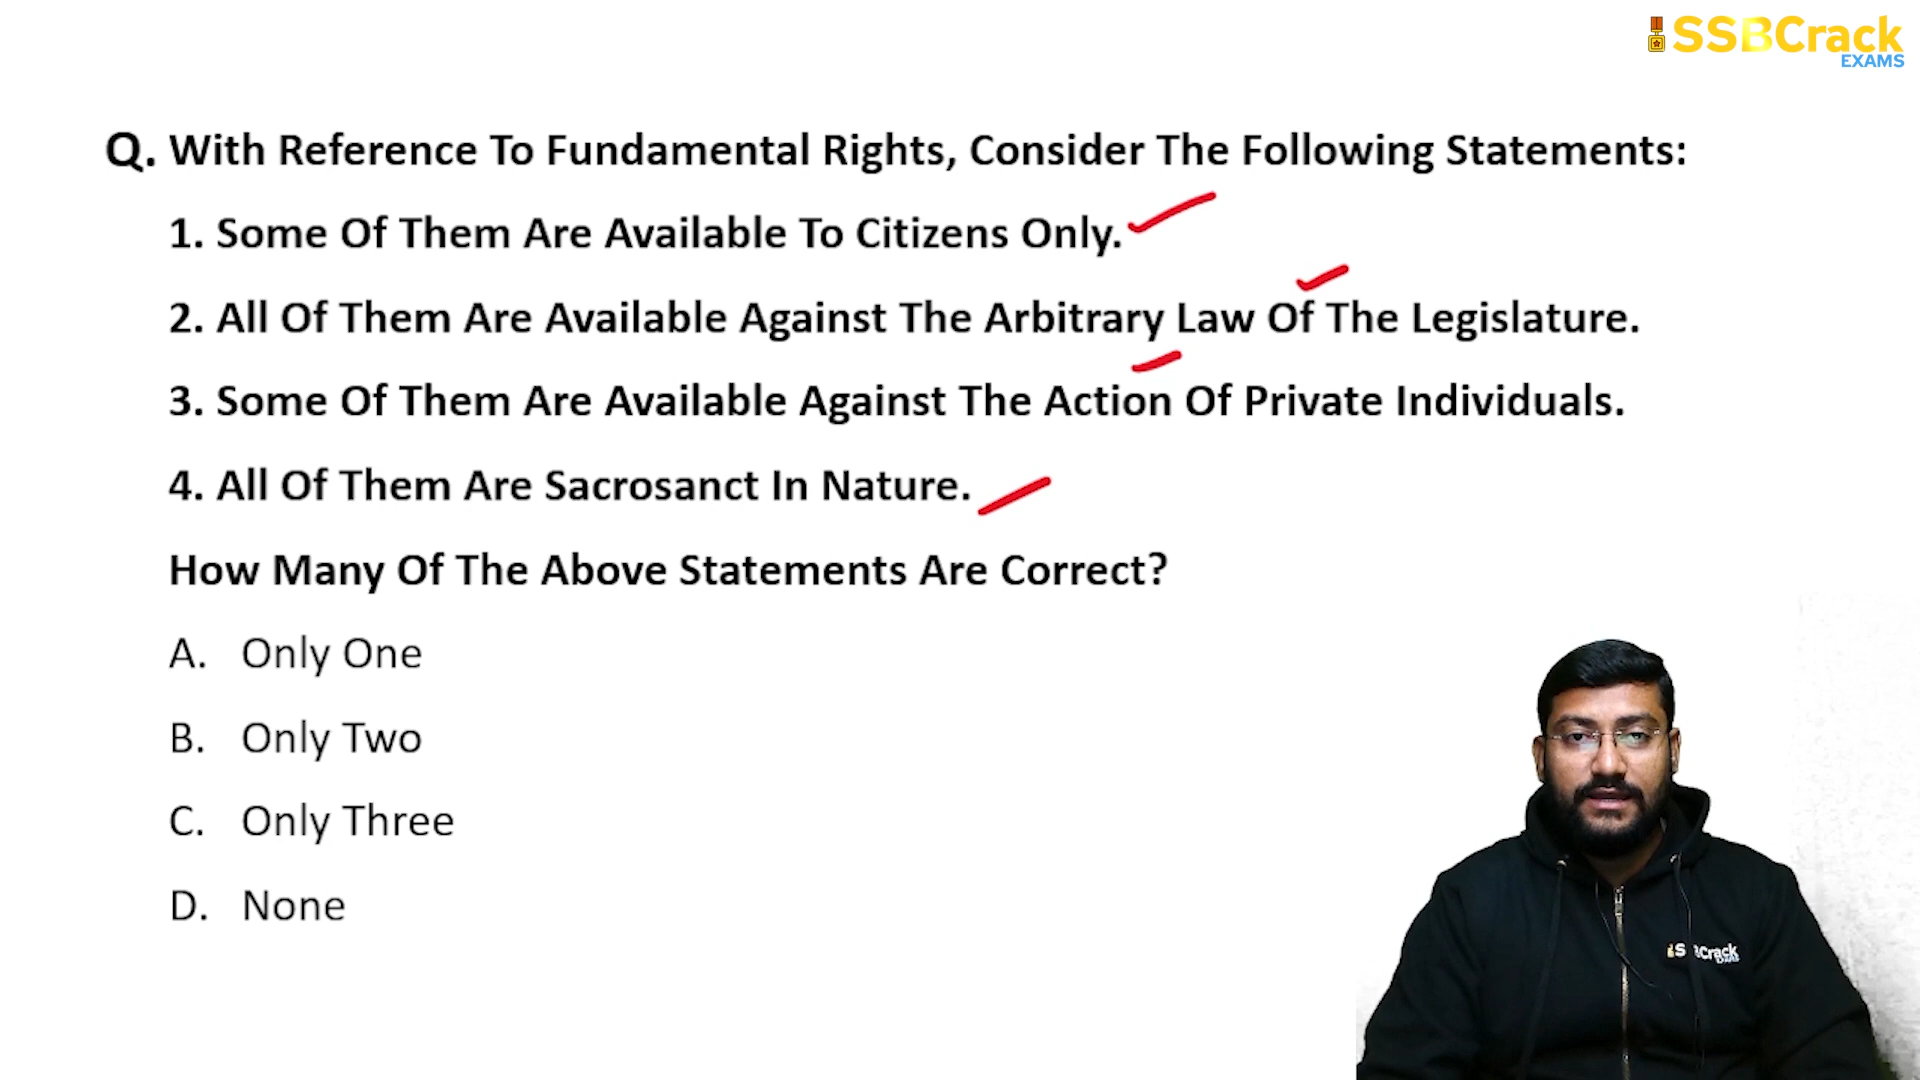 SSBCrack
EXAMS
Q. With Reference To Fundamental Rights, Consider The Following Statements:
1. Some Of Them Are Available To Citizens Only.
2. All Of Them Are Available Against The Arbitrary Law Of The Legislature.
3. Some Of Them Are Available Against The Action Of Private Individuals.
4. All Of Them Are Sacrosanct In Nature.
How Many Of The Above Statements Are Correct?
A. Only One
B. Only Two
C. Only Three
D. None